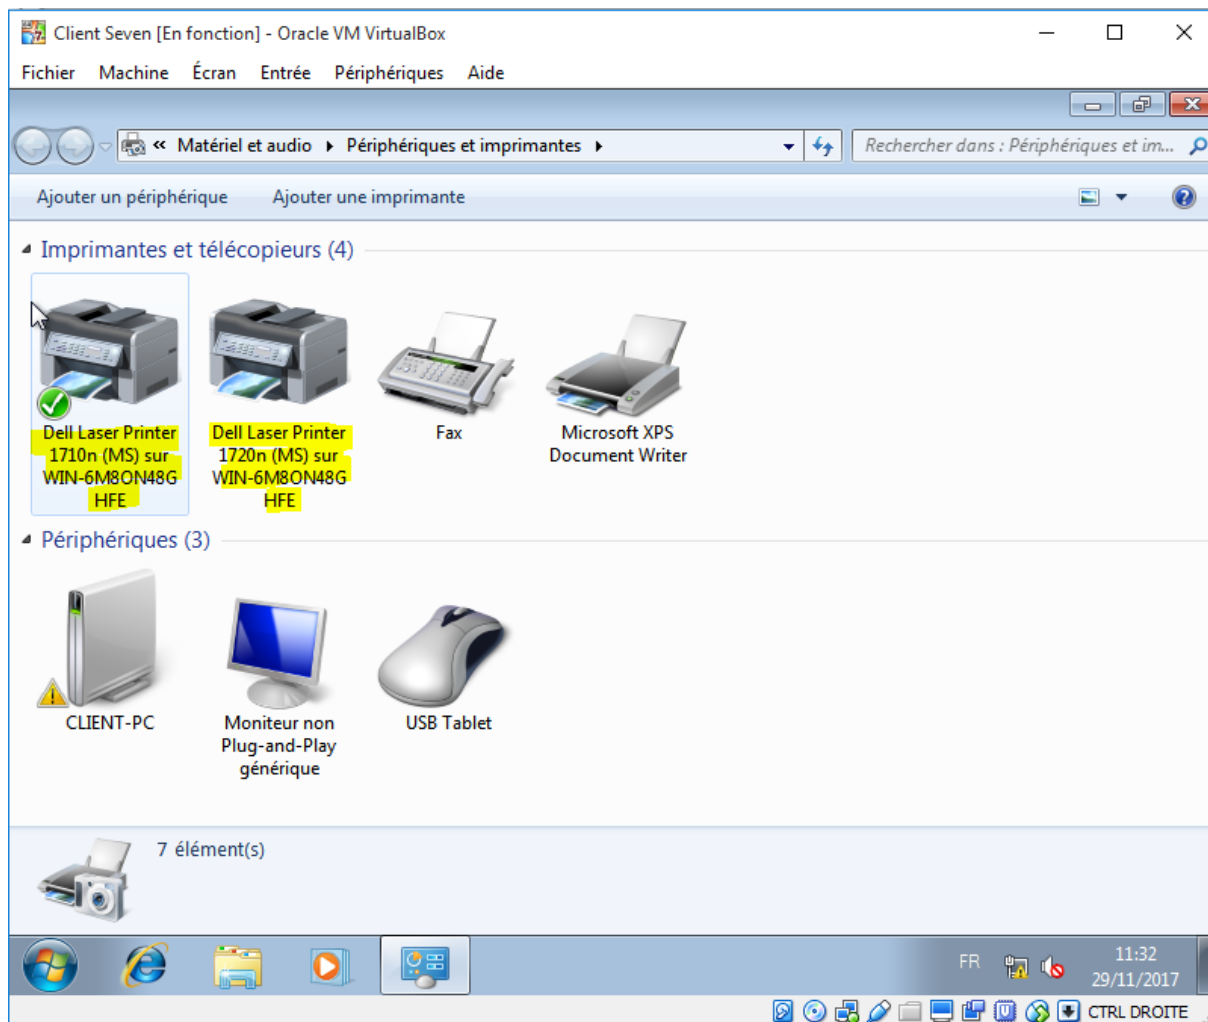 Client Seven [En fonction] - Oracle VM VirtualBox
Fichier Machine Écran Entrée Périphériques Aide
« Matériel et audio Périphériques et imprimantes
Rechercher dans : Périphériques et im...
Ajouter un périphérique Ajouter une imprimante
Imprimantes et télécopieurs (4)
Dell Laser Printer
1710n (MS) sur
WIN-6M8ON48G
HFE
Dell Laser Printer
1720n (MS) sur
WIN-6M8ON48G
HFE
Fax
Microsoft XPS
Document Writer
Périphériques (3)
CLIENT-PC
Moniteur non
Plug-and-Play
générique
USB Tablet
7 élément(s)
FR
11:32
29/11/2017
CTRL DROITE